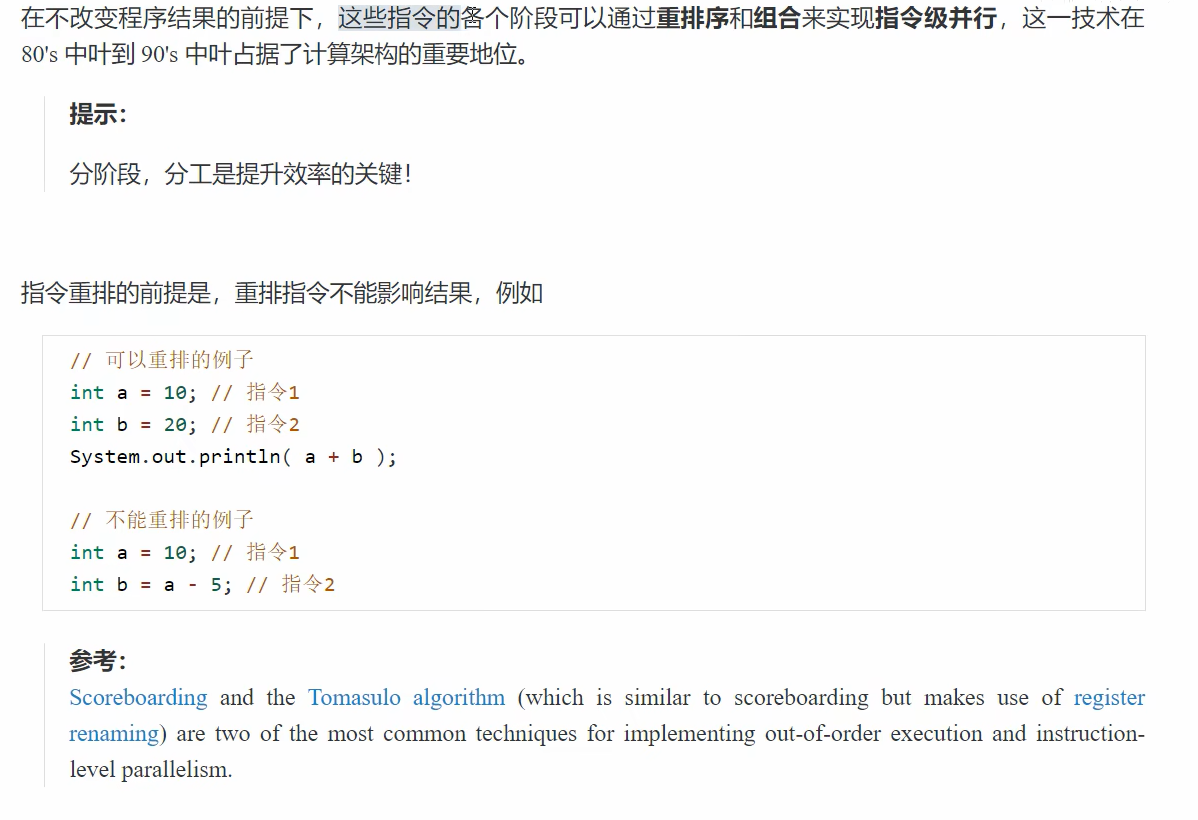 在不改变程序结果的前提下，这些指令的各个阶段可以通过重排序和组合来实现指令级并行，这一技术在
80's 中叶到 90's 中叶占据了计算架构的重要地位。
提示：
分阶段，分工是提升效率的关键！
指令重排的前提是，重排指令不能影响结果，例如
// 可以重排的例子
int a = 10; // 指令1
int b = 20; // 指令2
System.out.println( a + b );
// 不能重排的例子
int a = 10; // 指令1
int b = a - 5; // 指令2
参考：
Scoreboarding and the Tomasulo algorithm (which is similar to scoreboarding but makes use of register
renaming) are two of the most common techniques for implementing out-of-order execution and instruction-
level parallelism.